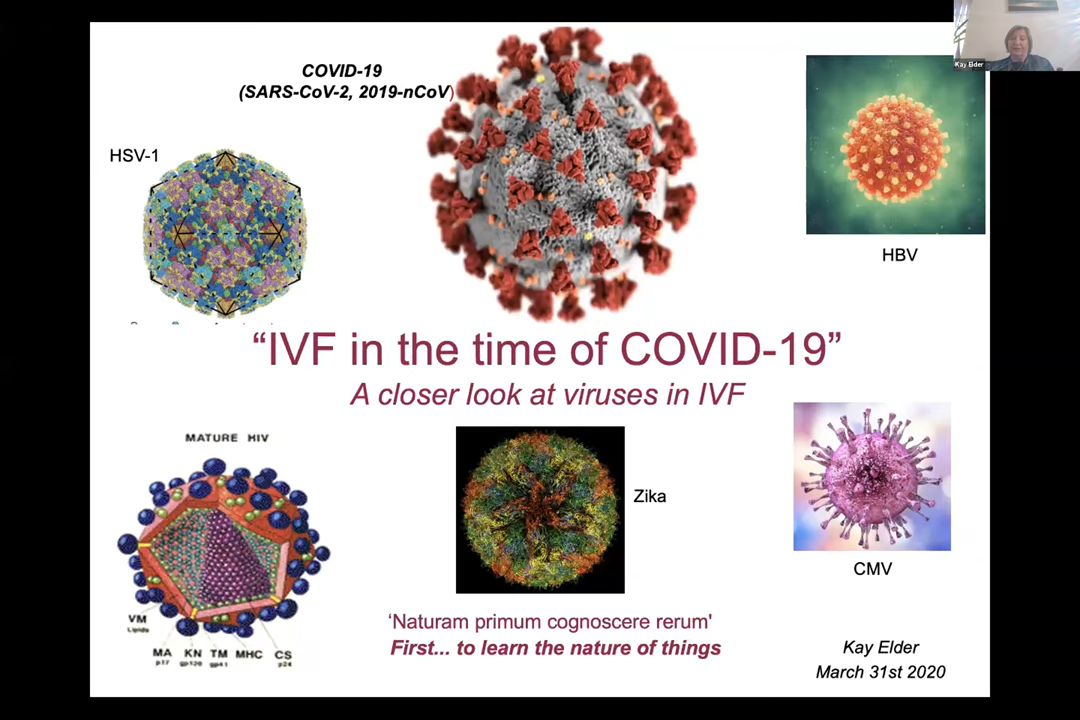 COVID-19
(SARS-CoV-2, 2019-nCoV)
Kay Elder
HSV-1
HBV
“IVF in the time of COVID-19”
A closer look at viruses in IVF
MATURE HIV
Zika
CMV
VM
Lipids
MA KN TM MHC CS
p17 gp120 gp41 p24
‘Naturam primum cognoscere rerum'
First... to learn the nature of things
Kay Elder
March 31st 2020